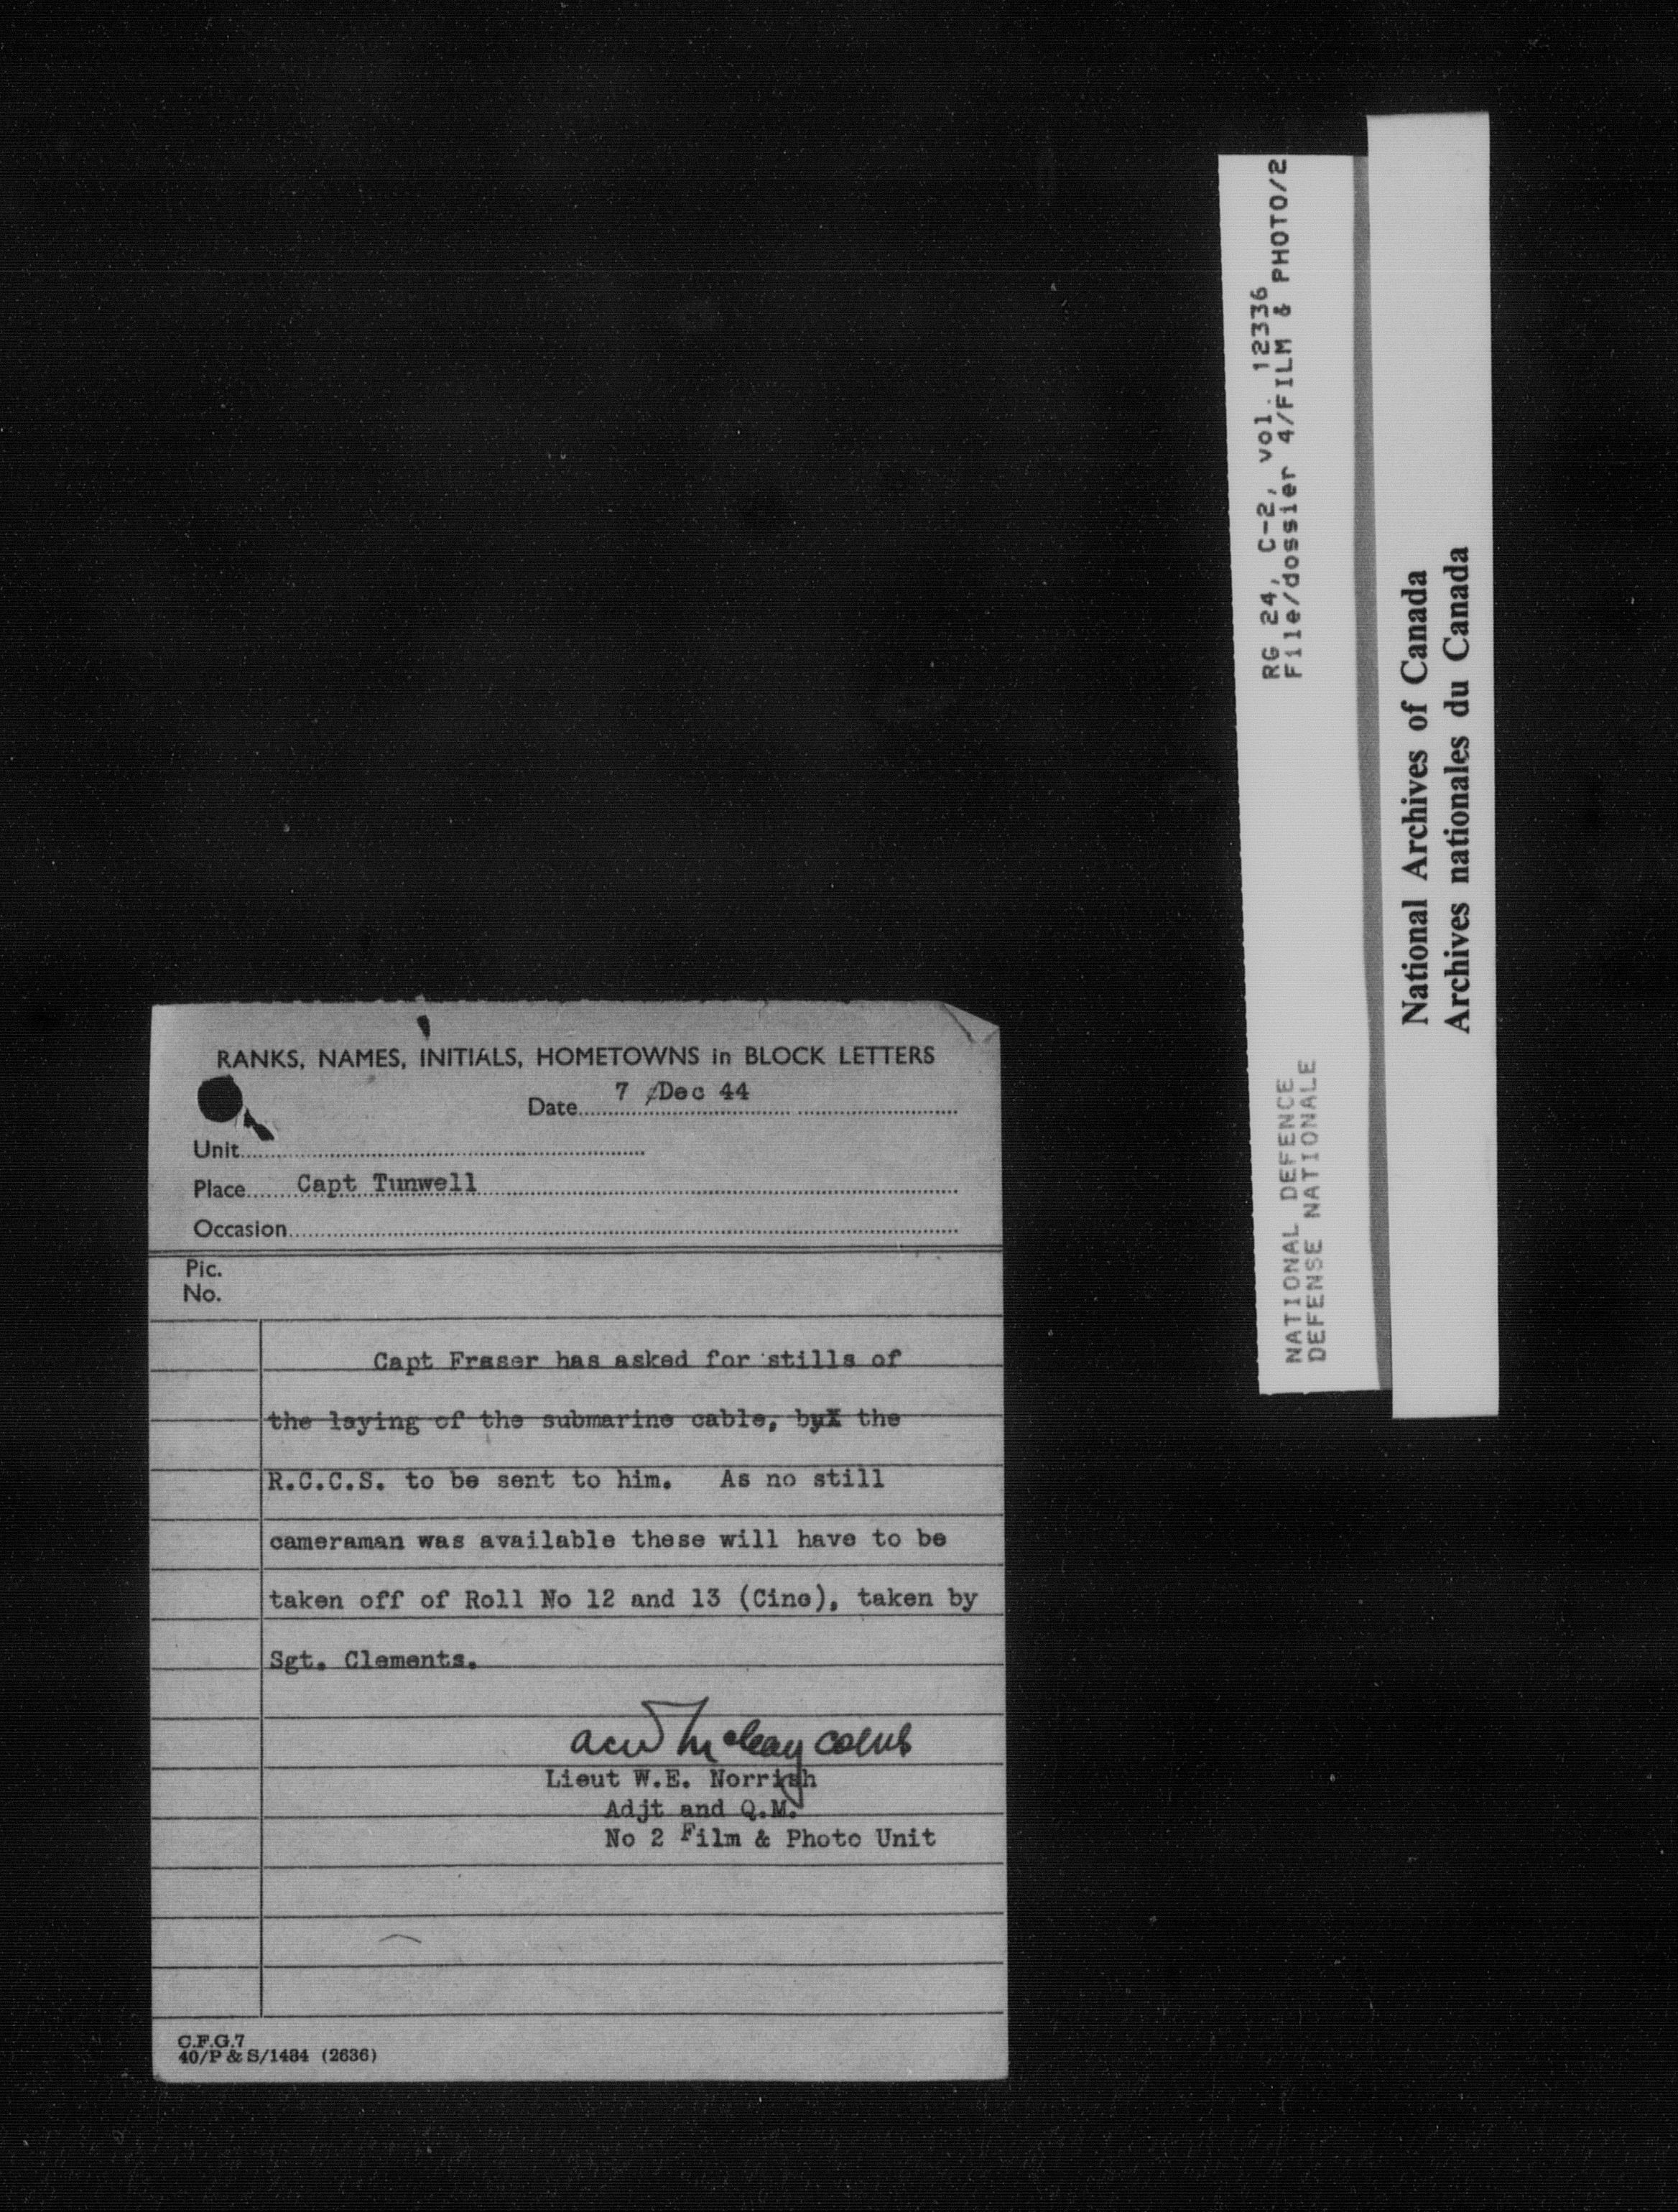 RANKS, NAMES, INITIALS, HOMETOWNS in BLOCK LETTERS
Date 7 Dec 44
Unit
Place Capt Tunwell
Occasion
Pic.
No.
Capt Fraser has asked for stills of
the laying of the submarine cable, by the
R.C.C.S. to be sent to him. As no still
cameraman was available these will have to be
taken off of Roll No 12 and 13 (Cine), taken by
Sgt. Clements.
Lieut W.E. Norrish
Adjt and Q.M.
No 2 Film & Photo Unit
C.F.G.7
40/P & S/1484 (2636)
RG 24, C-2, vol. 12336
File/dossier 4/FILM & PHOTO/2
NATIONAL DEFENCE
DEFENSE NATIONALE
National Archives of Canada
Archives nationales du Canada